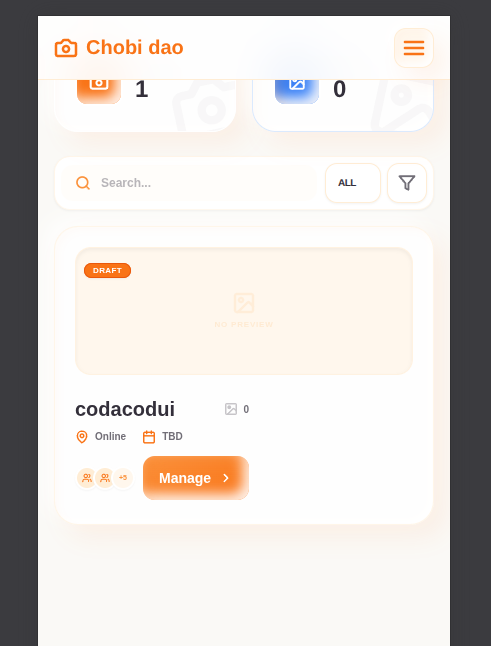 Chobi dao
1
0
Search...
ALL
DRAFT
NO PREVIEW
codacodui
0
Online
TBD
+5
Manage